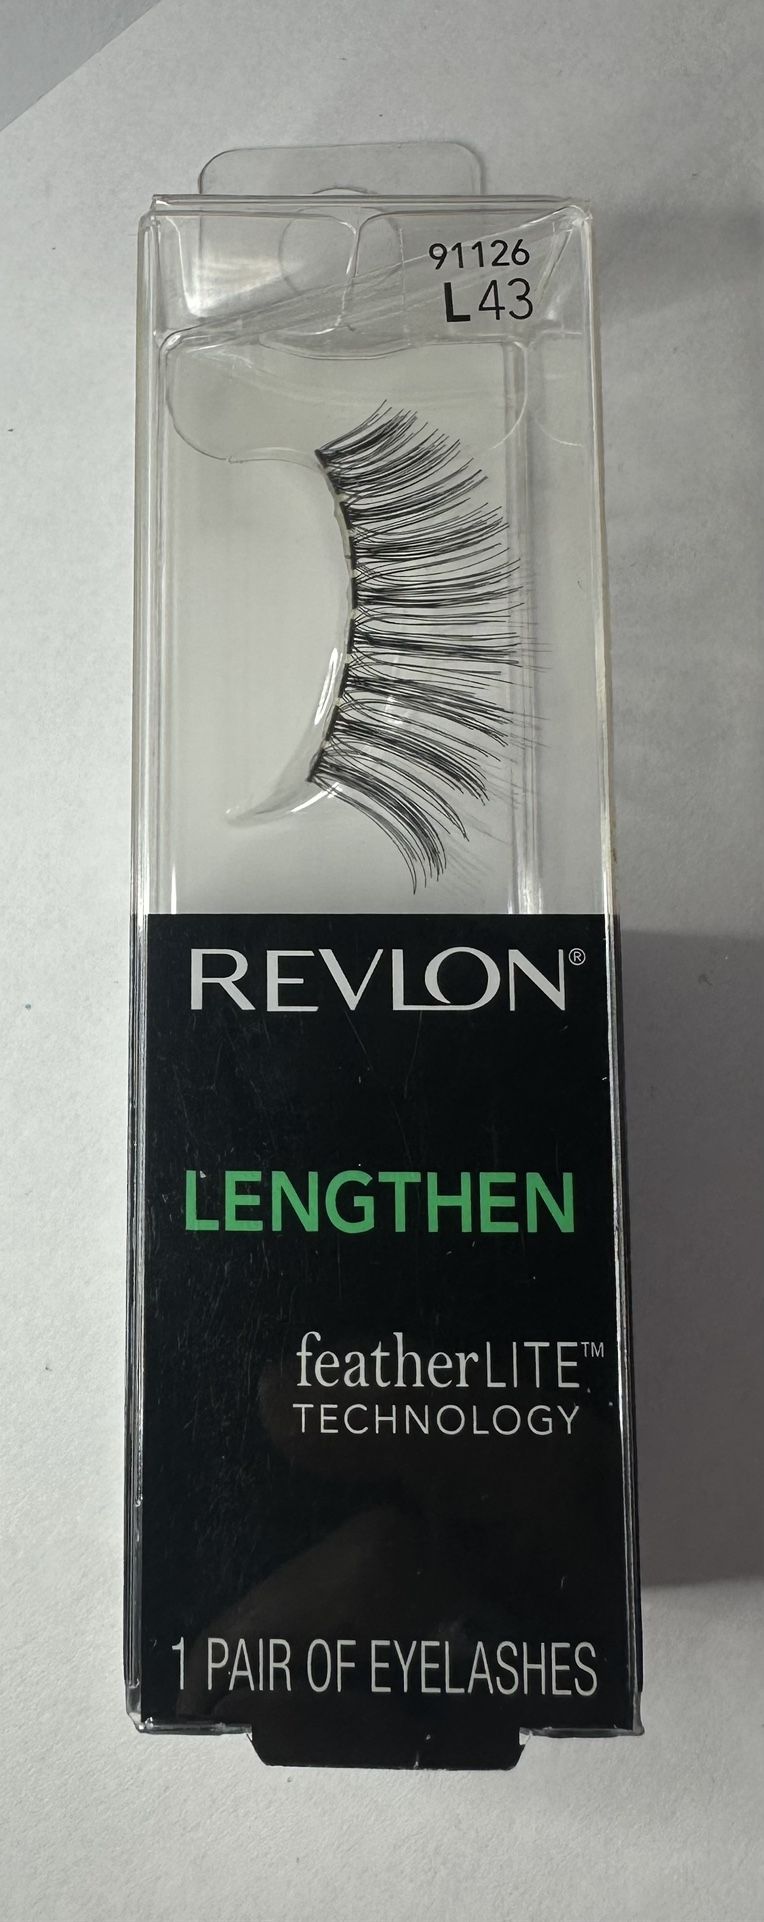 91126
L43
REVLON®
LENGTHEN
featherLITE™
TECHNOLOGY
1 PAIR OF EYELASHES